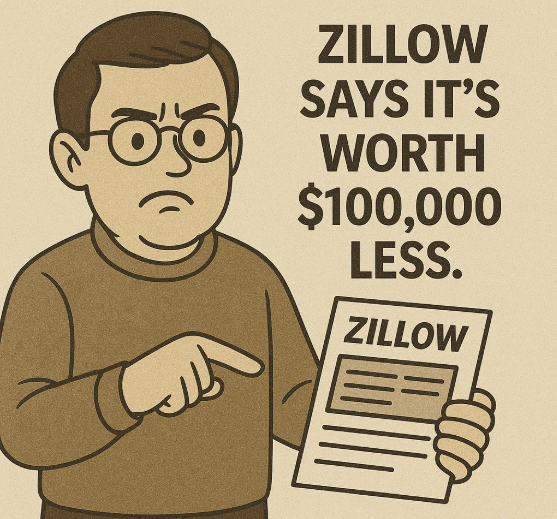 ZILLOW
SAYS IT'S
WORTH
$100,000
LESS.
ZILLOW